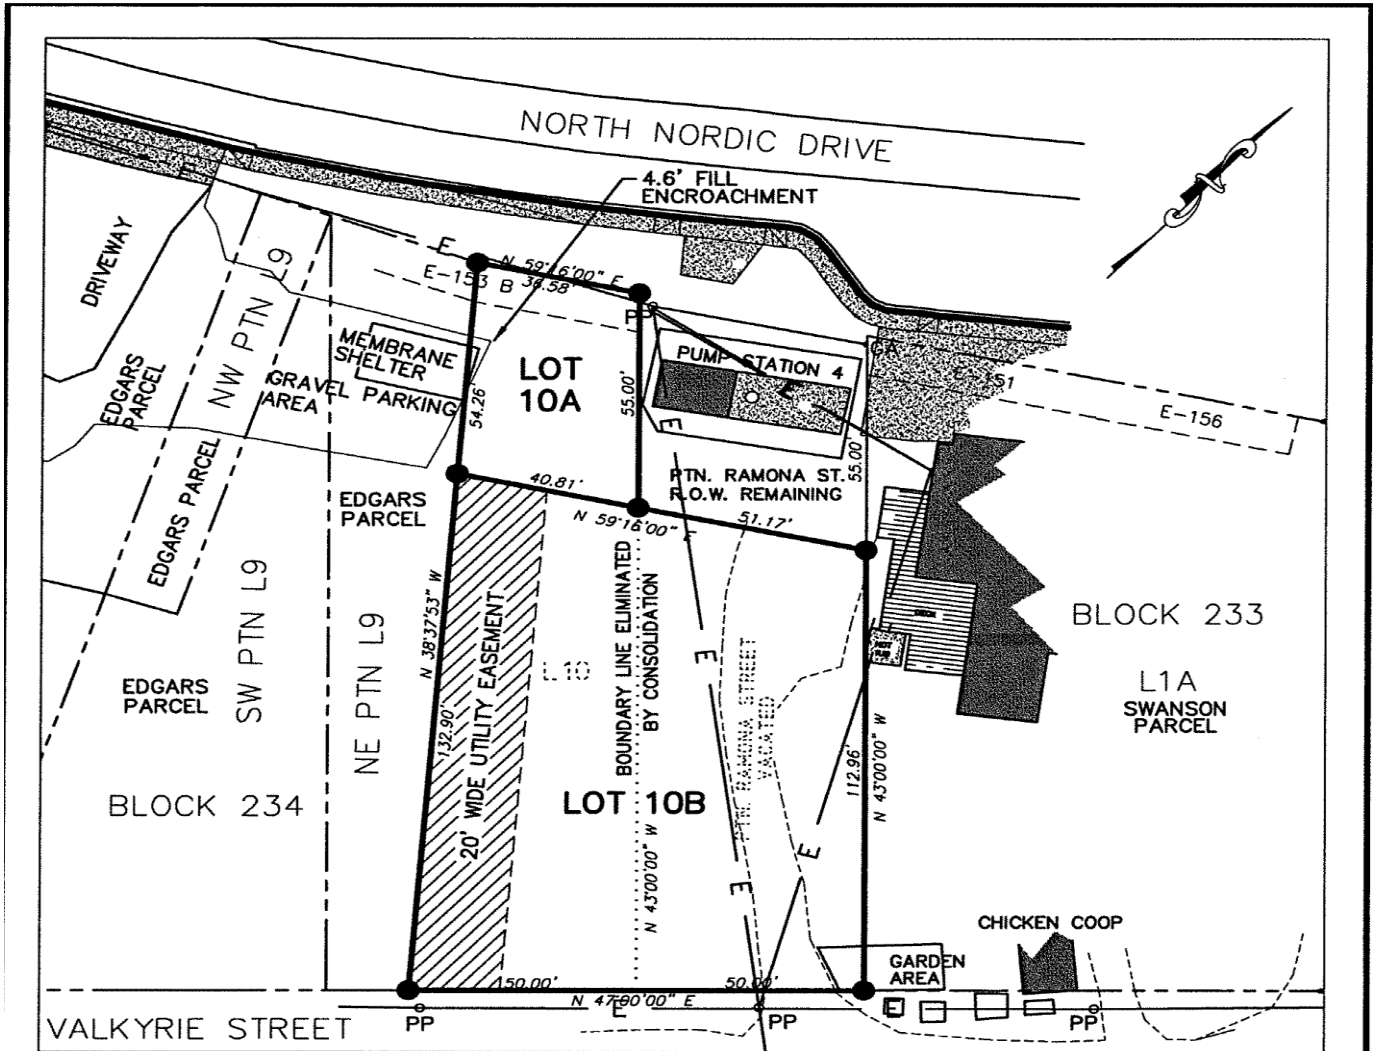 NORTH NORDIC DRIVE
4.6' FILL
ENCROACHMENT
DRIVEWAY
E
E
N 59°16'00" E
36.58'
E-153 B
PP
MEMBRANE
SHELTER
GRAVEL PARKING
AREA
EDGARS
PARCEL
NW PTN L9
EDGARS PARCEL
LOT
10A
54.26'
55.00'
PUMP STATION 4
E
E
GA
E-151
E-156
55.00'
40.81'
PTN. RAMONA ST.
R.O.W. REMAINING
N 59°16'00" E
51.17'
EDGARS
PARCEL
SW PTN L9
NE PTN L9
EDGARS
PARCEL
BLOCK 234
N 38°37'53" W
132.90'
20' WIDE UTILITY EASEMENT
L10
BOUNDARY LINE ELIMINATED
BY CONSOLIDATION
N 43°00'00" W
LOT 10B
PTN. RAMONA STREET
VACATED
E
E
E
112.96'
N 43°00'00" W
DECK
HOT
TUB
BLOCK 233
L1A
SWANSON
PARCEL
CHICKEN COOP
GARDEN
AREA
50.00'
50.00'
N 47°00'00" E
E
E
PP
PP
PP
VALKYRIE STREET